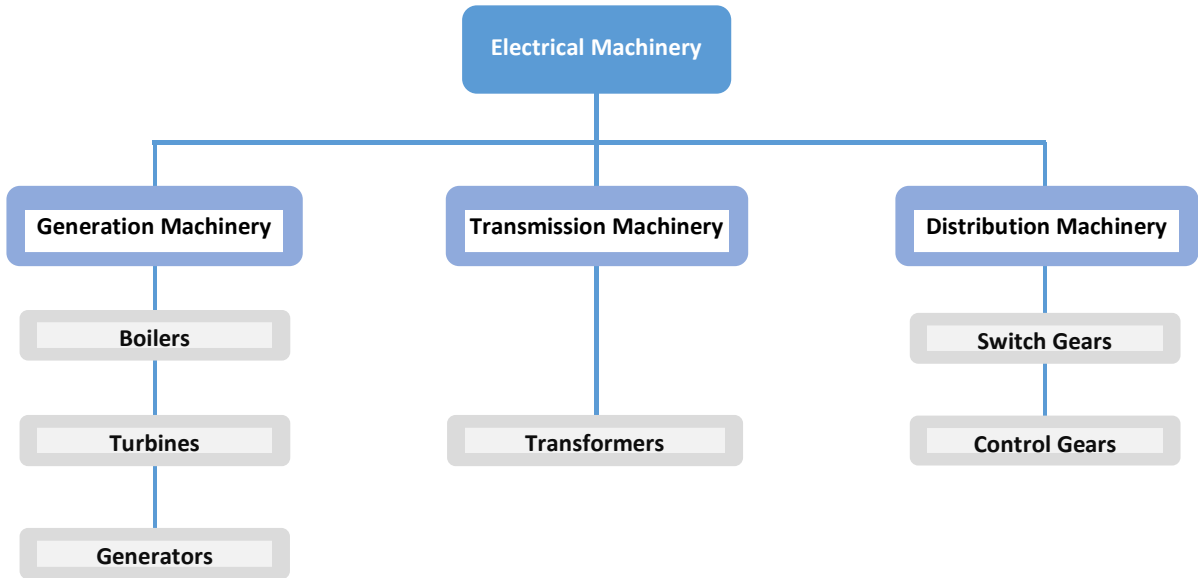 Electrical Machinery
Generation Machinery
Transmission Machinery
Distribution Machinery
Boilers
Switch Gears
Turbines
Transformers
Control Gears
Generators